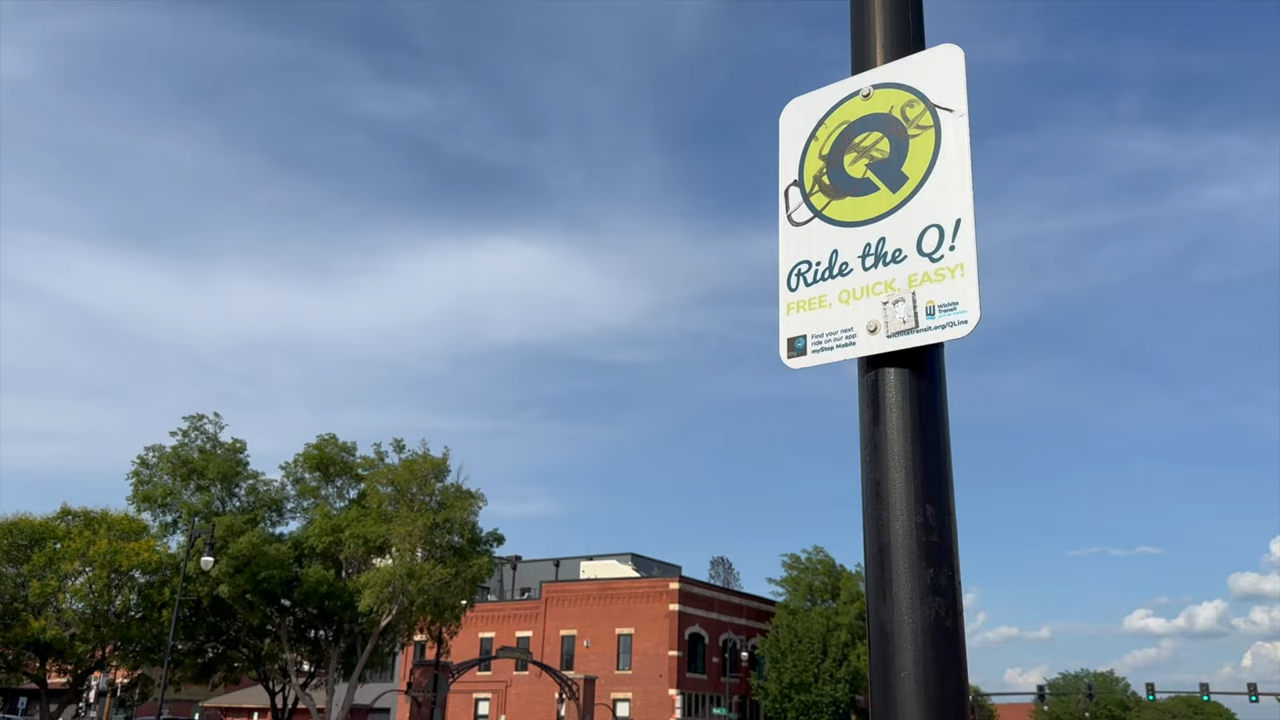 Q
Ride the Q!
FREE, QUICK, EASY!
Wichita
Transit
Find your next
ride on our app:
myStop Mobile
wichitatransit.org/QLine